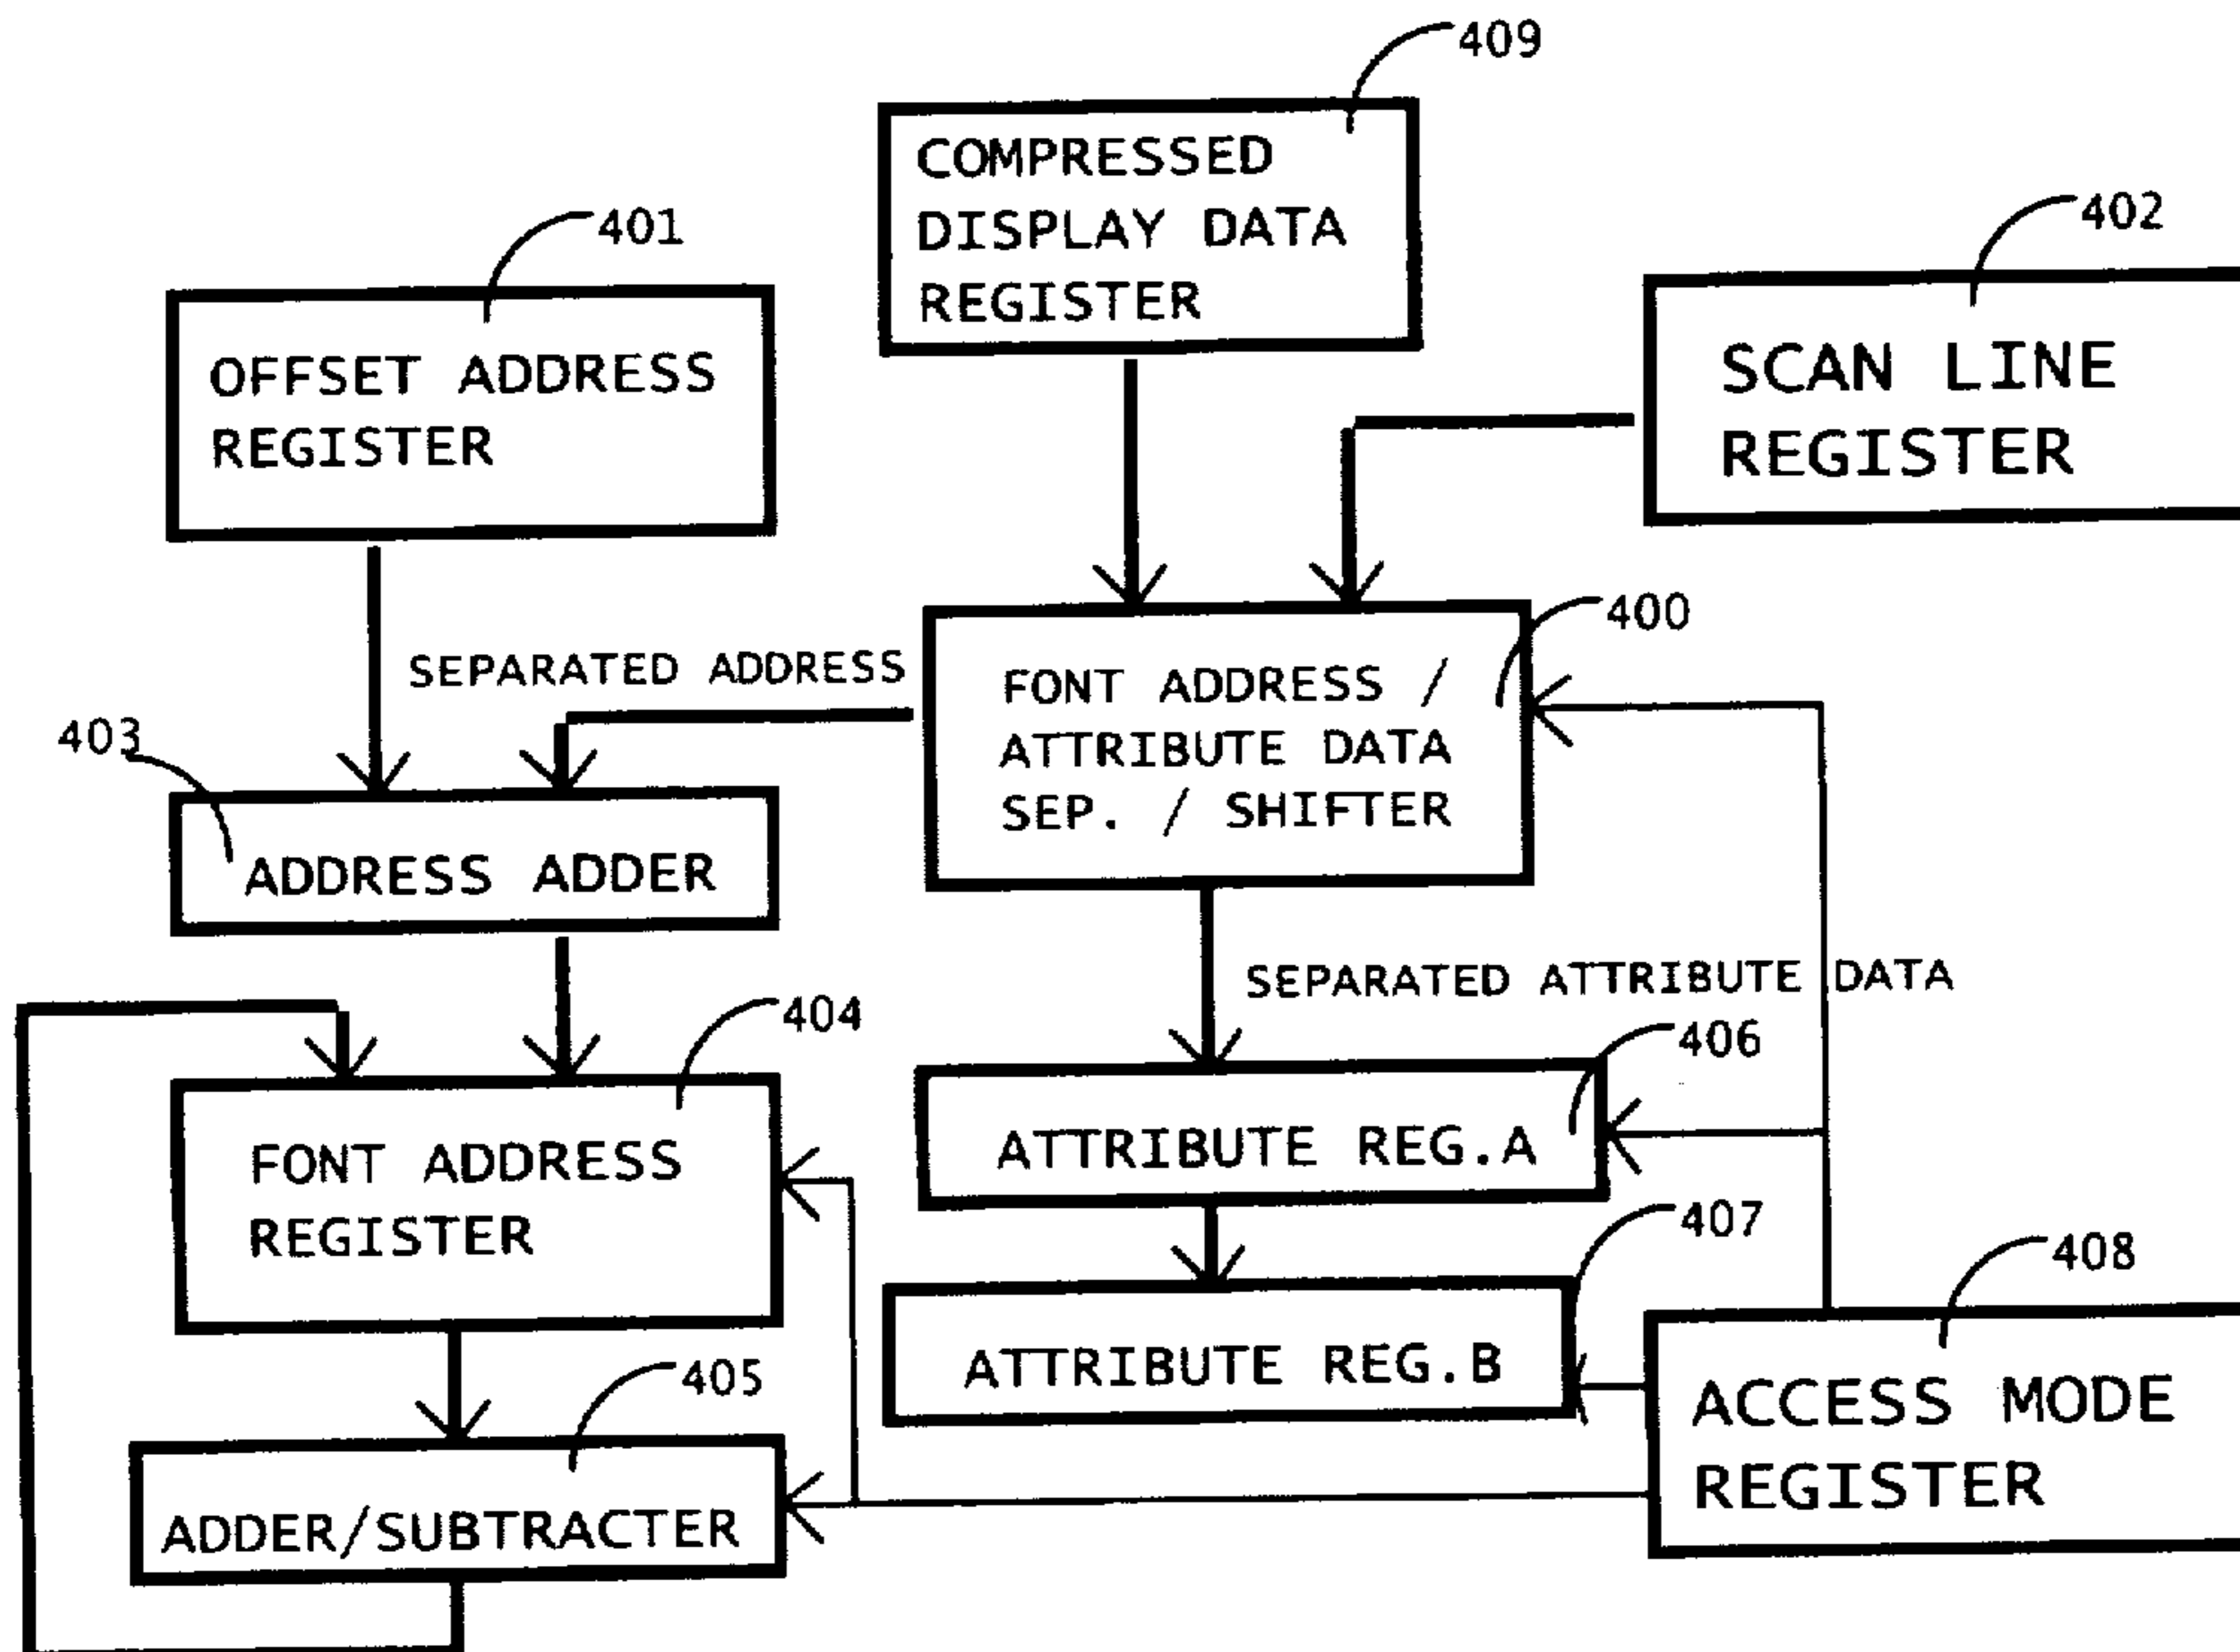 409
COMPRESSED
DISPLAY DATA
REGISTER
401
402
OFFSET ADDRESS
REGISTER
SCAN LINE
REGISTER
400
SEPARATED ADDRESS
FONT ADDRESS /
ATTRIBUTE DATA
SEP. / SHIFTER
403
ADDRESS ADDER
SEPARATED ATTRIBUTE DATA
404
406
FONT ADDRESS
REGISTER
ATTRIBUTE REG.A
407
408
ATTRIBUTE REG.B
405
ACCESS MODE
REGISTER
ADDER/SUBTRACTER